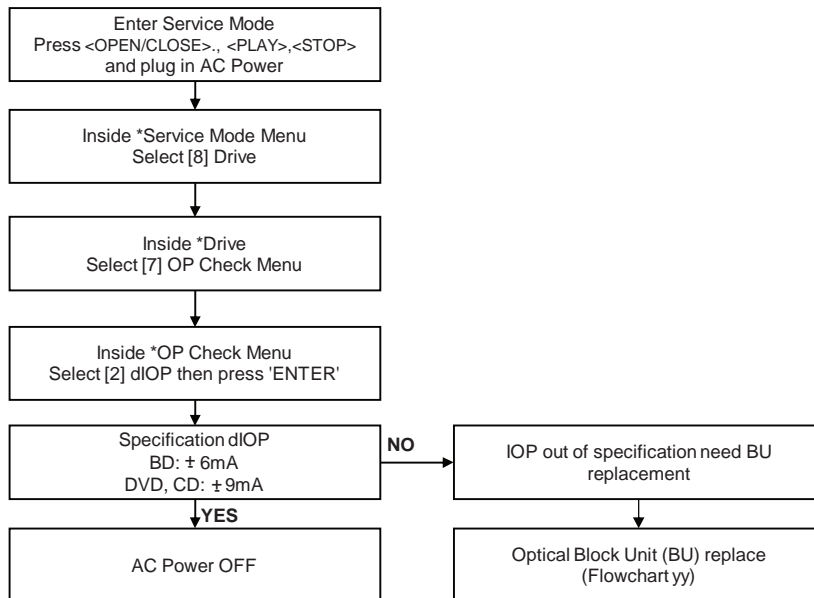 Enter Service Mode
Press <OPEN/CLOSE>., <PLAY>,<STOP>
and plug in AC Power
Inside *Service Mode Menu
Select [8] Drive
Inside *Drive
Select [7] OP Check Menu
Inside *OP Check Menu
Select [2] dIOP then press 'ENTER'
Specification dIOP
BD: ± 6mA
DVD, CD: ±9mA
NO
IOP out of specification need BU
replacement
YES
AC Power OFF
Optical Block Unit (BU) replace
(Flowchart yy)